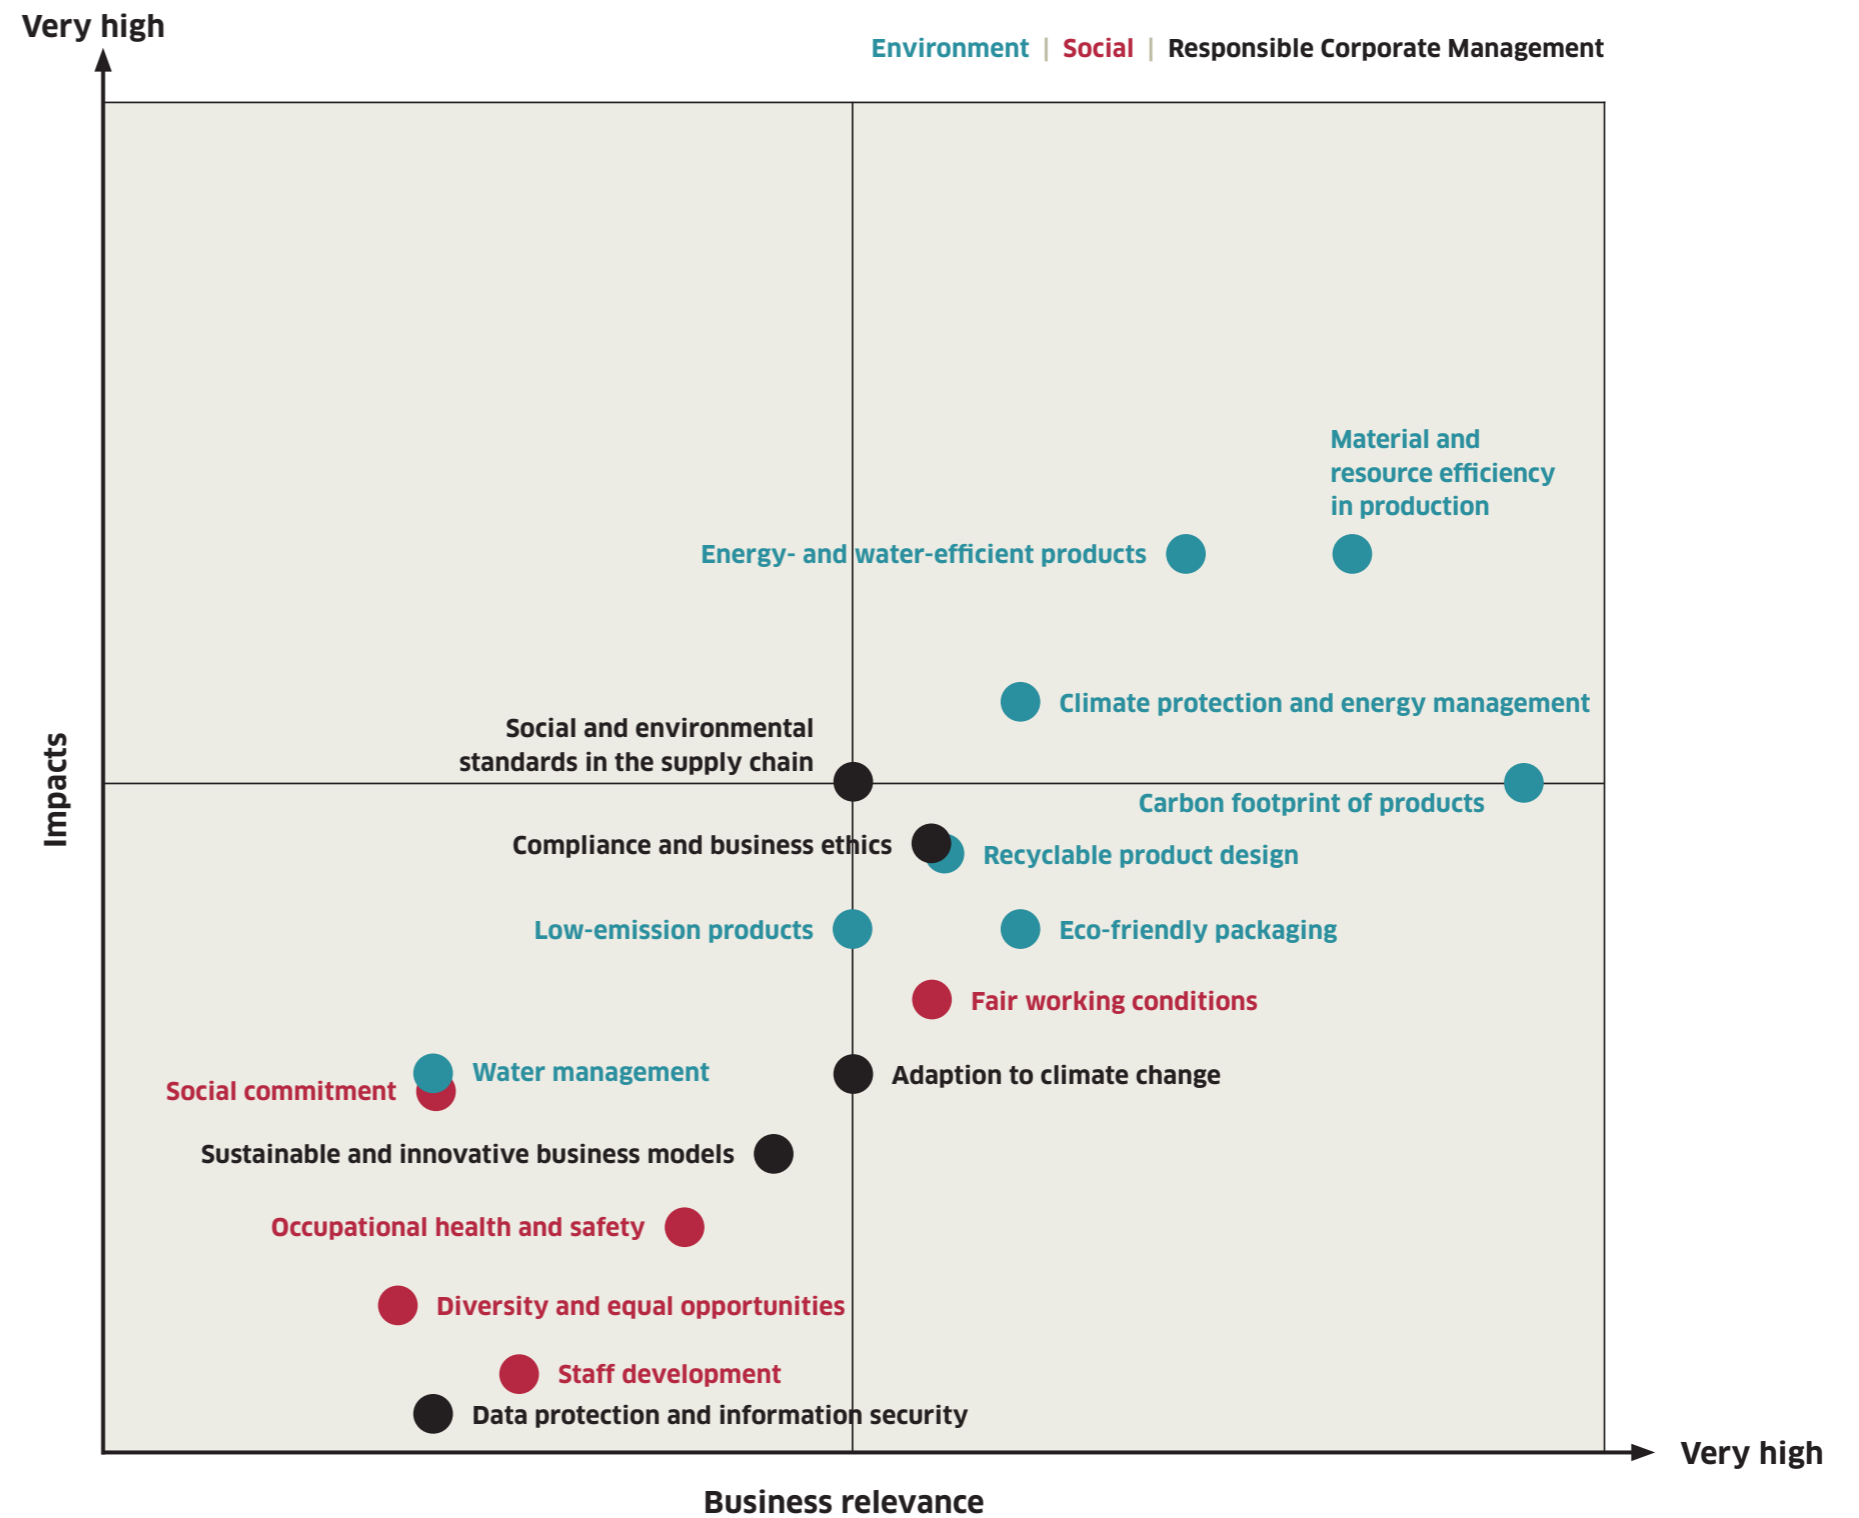 Very high
Environment | Social | Responsible Corporate Management
Material and
resource efficiency
in production
Energy- and water-efficient products
Climate protection and energy management
Social and environmental
standards in the supply chain
Carbon footprint of products
Impacts
Compliance and business ethics
Recyclable product design
Low-emission products
Eco-friendly packaging
Fair working conditions
Water management
Adaption to climate change
Social commitment
Sustainable and innovative business models
Occupational health and safety
Diversity and equal opportunities
Staff development
Data protection and information security
Very high
Business relevance